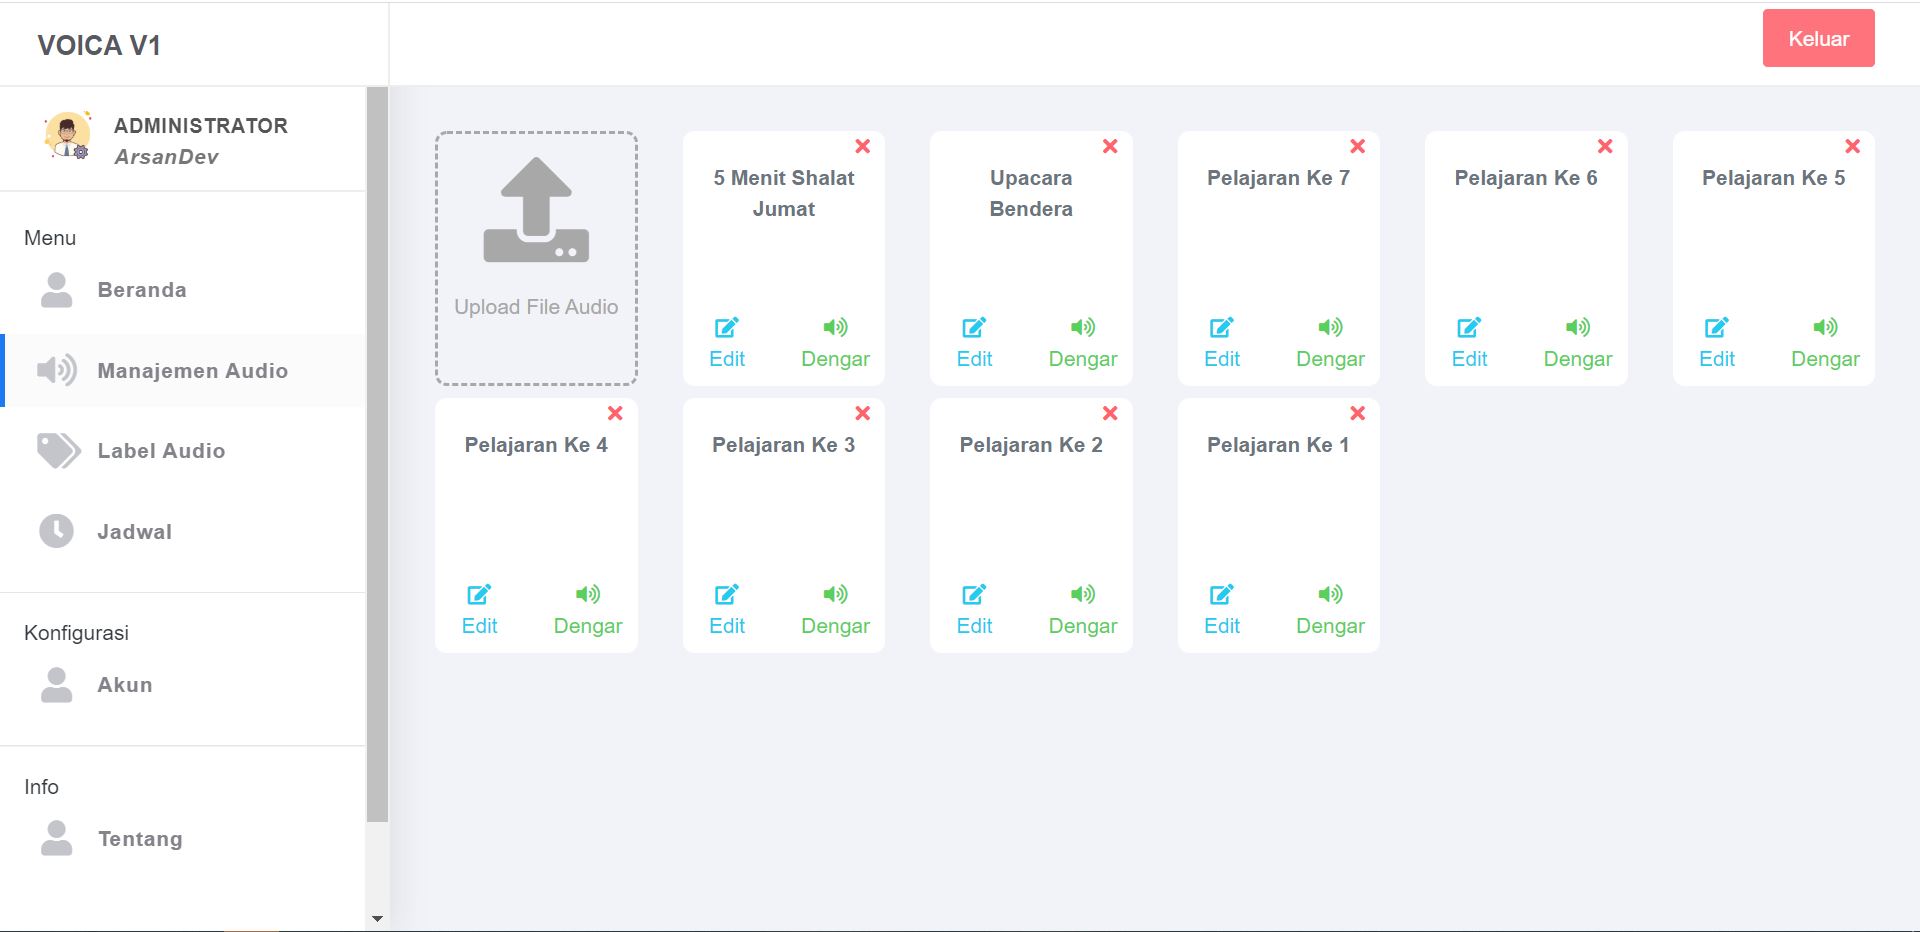 VOICA V1
Keluar
ADMINISTRATOR
ArsanDev
Menu
Beranda
Manajemen Audio
Label Audio
Jadwal
Konfigurasi
Akun
Info
Tentang
Upload File Audio
5 Menit Shalat
Jumat
Edit
Dengar
Upacara
Bendera
Edit
Dengar
Pelajaran Ke 7
Edit
Dengar
Pelajaran Ke 6
Edit
Dengar
Pelajaran Ke 5
Edit
Dengar
Pelajaran Ke 4
Edit
Dengar
Pelajaran Ke 3
Edit
Dengar
Pelajaran Ke 2
Edit
Dengar
Pelajaran Ke 1
Edit
Dengar